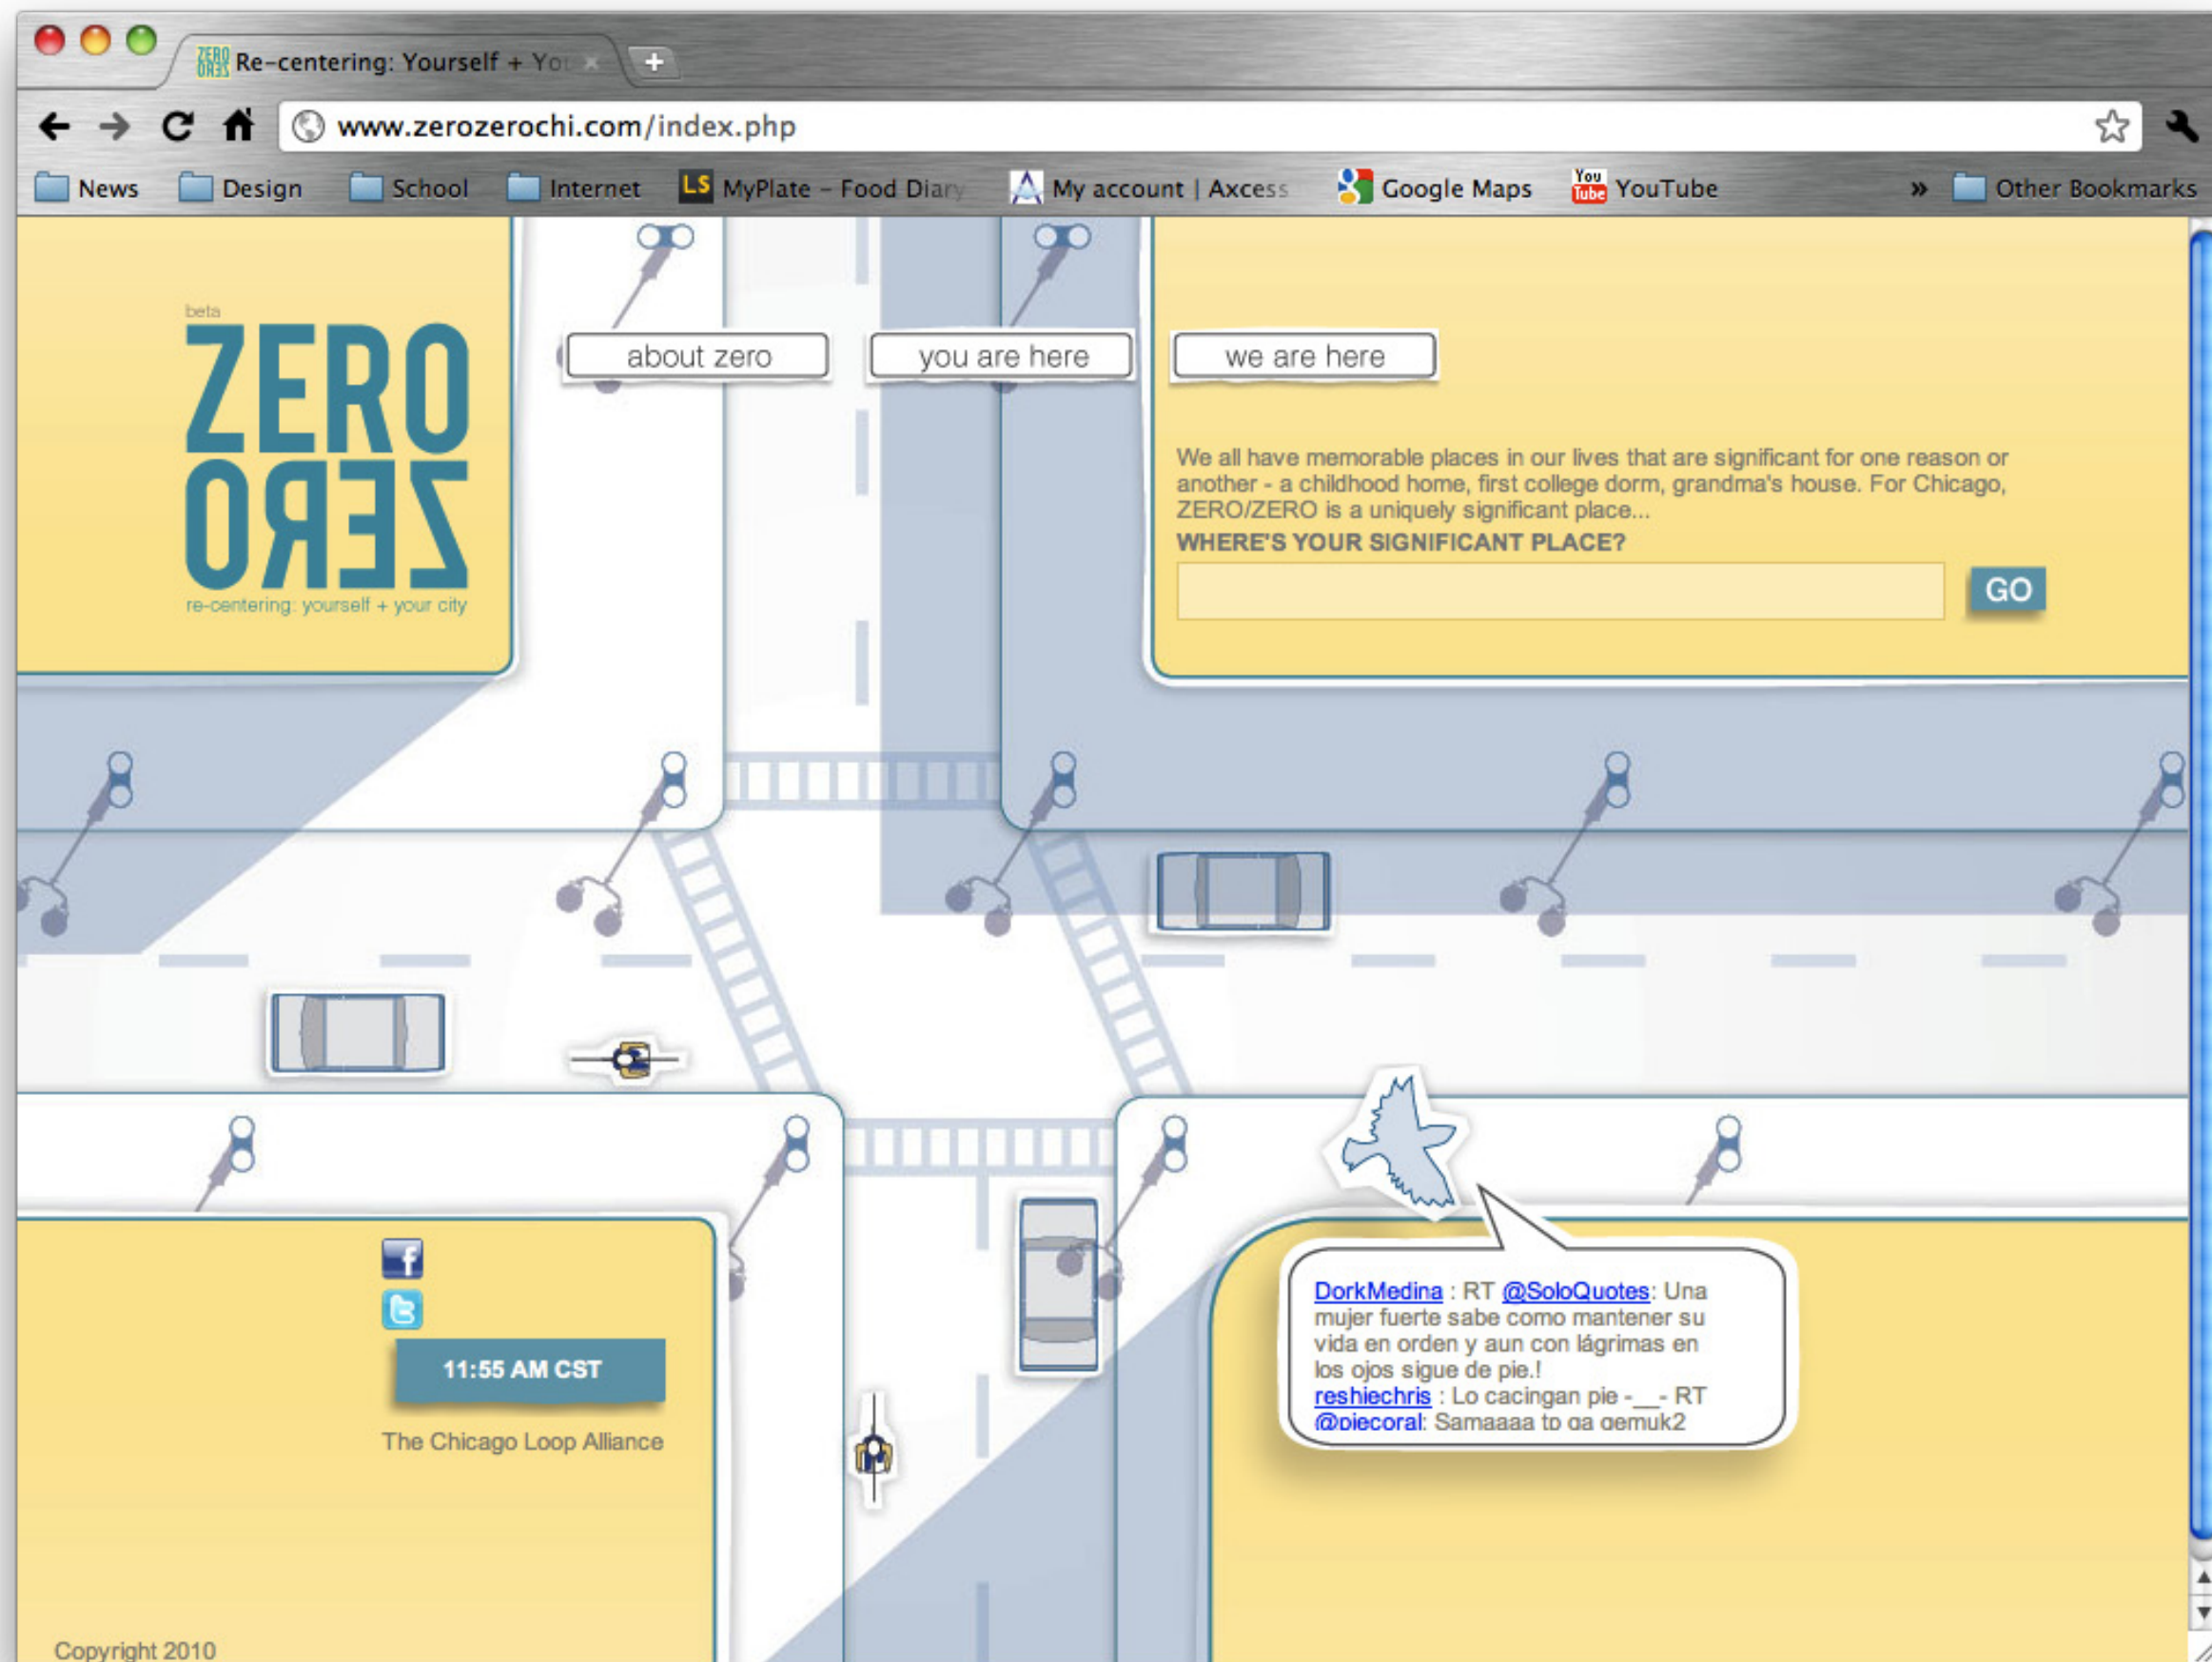 Re-centering: Yourself + You
www.zerozerochi.com/index.php
News Design School Internet LS MyPlate – Food Diary My account | Axcess Google Maps You Tube YouTube » Other Bookmarks
beta
ZERO
ZERO
re-centering: yourself + your city
about zero you are here we are here
We all have memorable places in our lives that are significant for one reason or
another - a childhood home, first college dorm, grandma's house. For Chicago,
ZERO/ZERO is a uniquely significant place...
WHERE'S YOUR SIGNIFICANT PLACE?
GO
11:55 AM CST
The Chicago Loop Alliance
DorkMedina : RT @SoloQuotes: Una
mujer fuerte sabe como mantener su
vida en orden y aun con lágrimas en
los ojos sigue de pie.!
reshiechris : Lo cacingan pie -__- RT
@piecoral: Samaaaa tp ga gemuk2
Copyright 2010